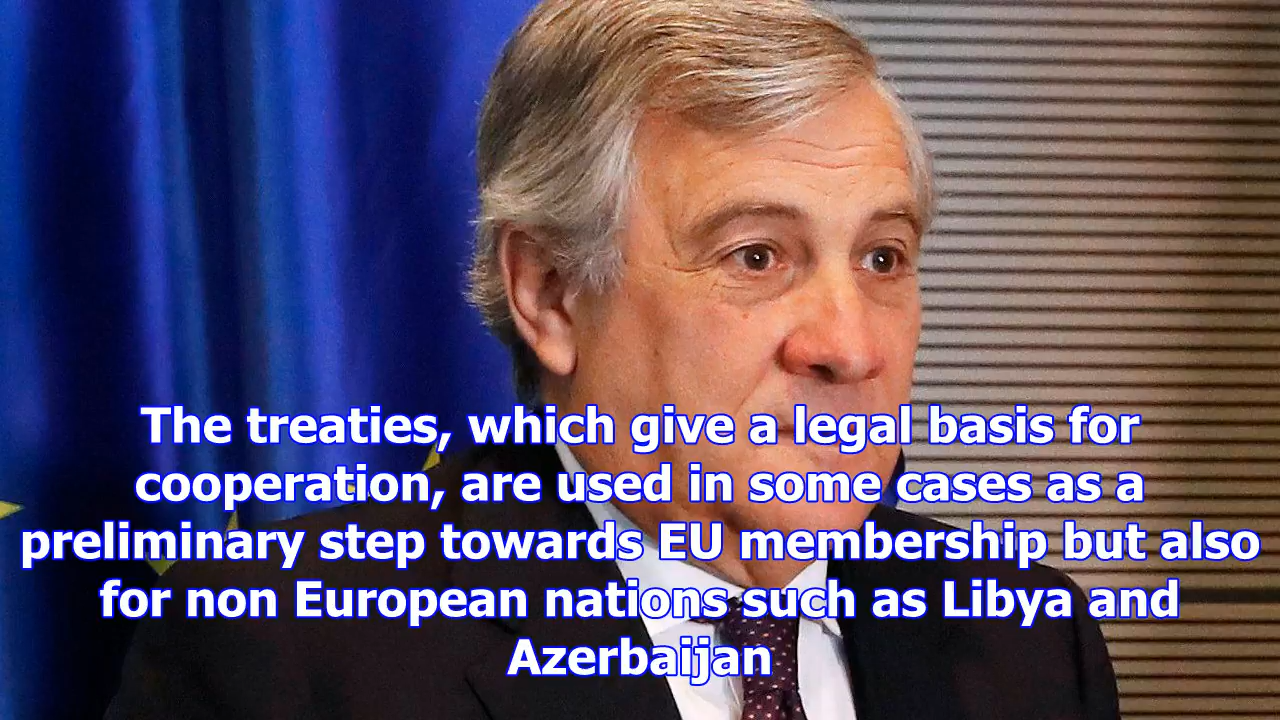 The treaties, which give a legal basis for
cooperation, are used in some cases as a
preliminary step towards EU membership but also
for non European nations such as Libya and
Azerbaijan